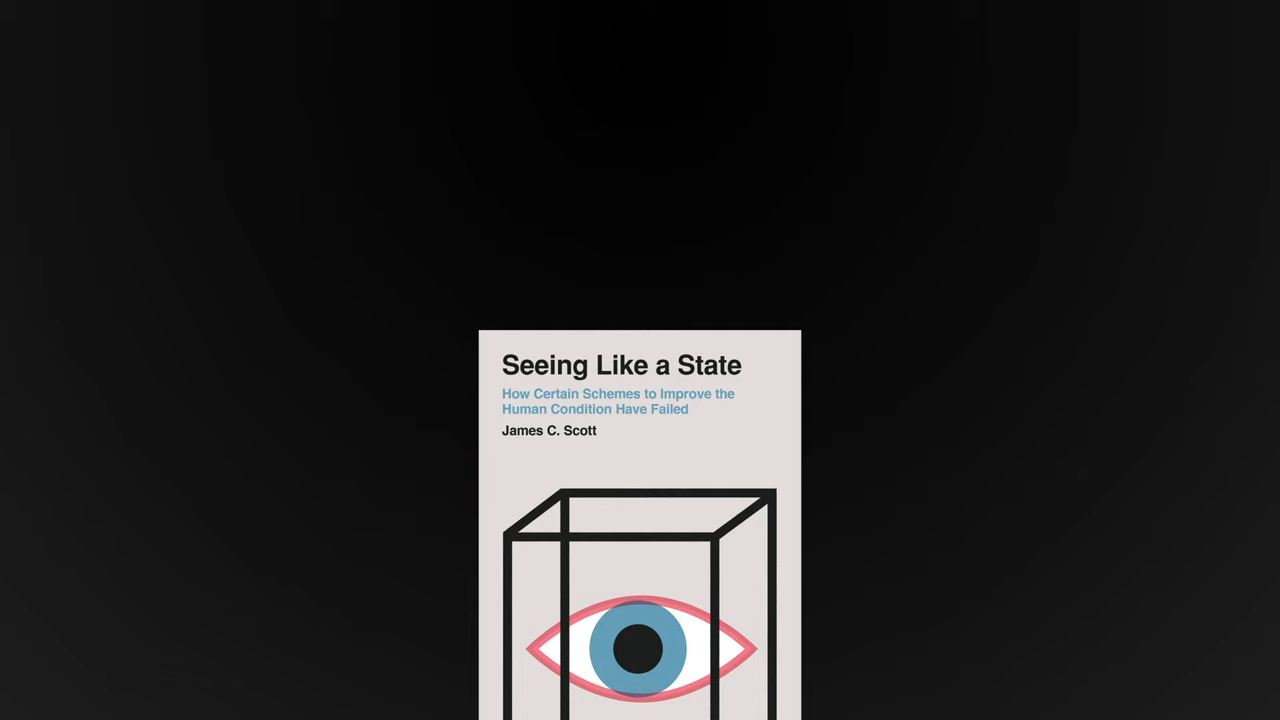 Seeing Like a State
How Certain Schemes to Improve the
Human Condition Have Failed
James C. Scott